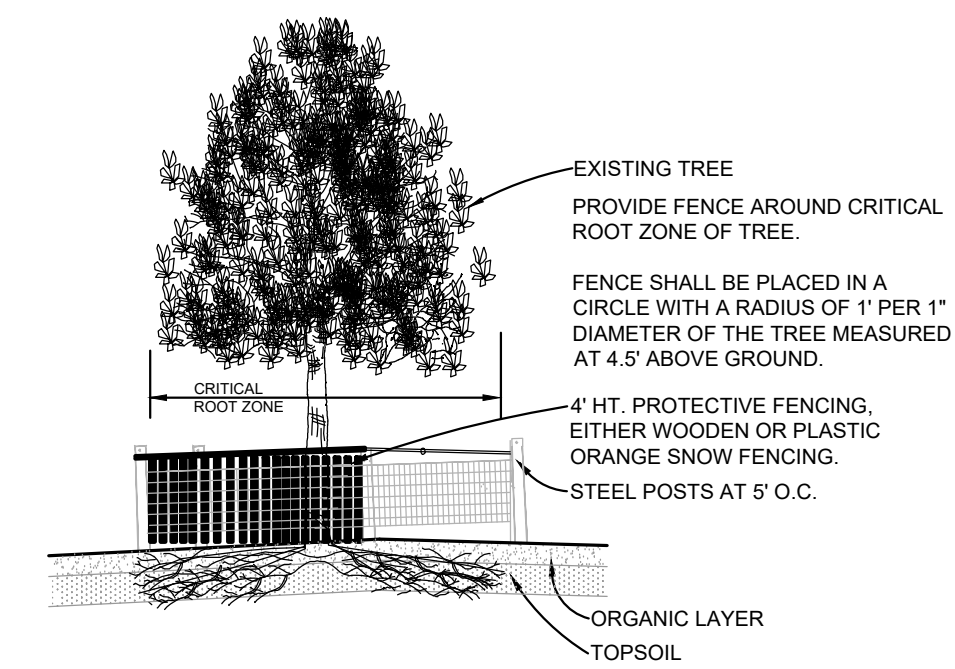 EXISTING TREE
PROVIDE FENCE AROUND CRITICAL
ROOT ZONE OF TREE.
FENCE SHALL BE PLACED IN A
CIRCLE WITH A RADIUS OF 1' PER 1"
DIAMETER OF THE TREE MEASURED
AT 4.5' ABOVE GROUND.
CRITICAL
ROOT ZONE
4' HT. PROTECTIVE FENCING,
EITHER WOODEN OR PLASTIC
ORANGE SNOW FENCING.
STEEL POSTS AT 5' O.C.
ORGANIC LAYER
TOPSOIL